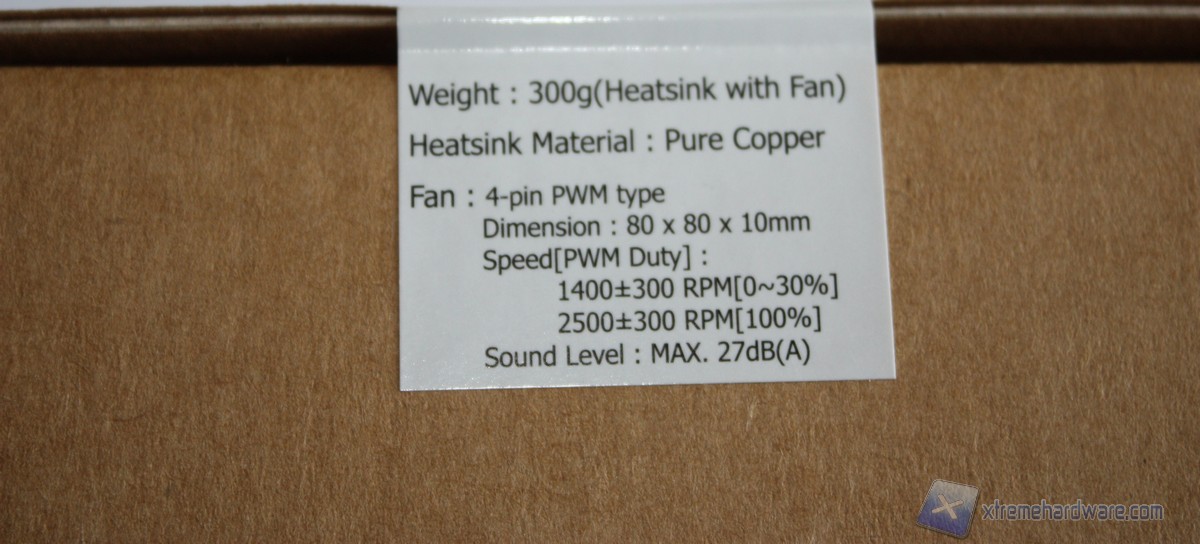 Weight : 300g(Heatsink with Fan)
Heatsink Material : Pure Copper
Fan : 4-pin PWM type
Dimension : 80 x 80 x 10mm
Speed[PWM Duty] :
1400±300 RPM[0~30%]
2500±300 RPM[100%]
Sound Level : MAX. 27dB(A)
xtremehardware.com